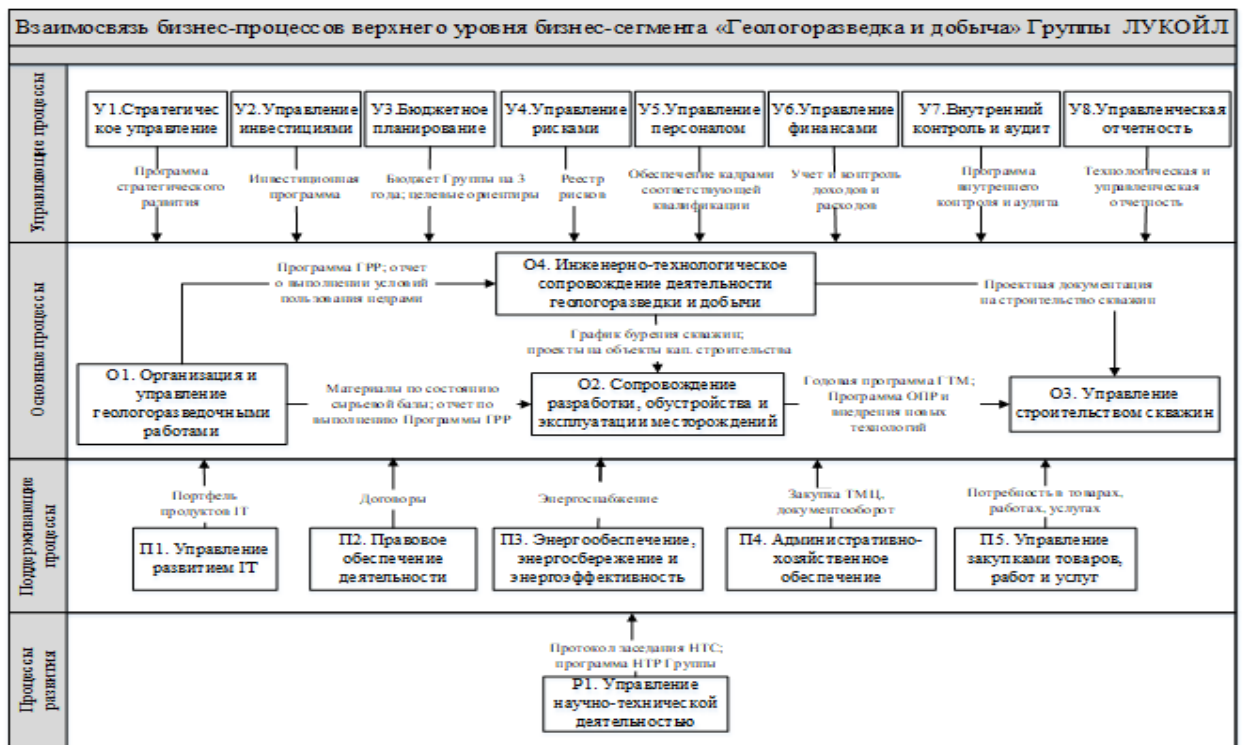 Взаимосвязь бизнес-процессов верхнего уровня бизнес-сегмента «Геологоразведка и добыча» Группы ЛУКОЙЛ
Управляющие процессы
У1.Стратегичес
кое управление
У2.Управление
инвестициями
У3.Бюджетное
планирование
У4.Управление
рисками
У5.Управление
персоналом
У6.Управление
финансами
У7.Внутренний
контроль и аудит
У8.Управленческая
отчетность
Программа
стратегического
развития
Инвестиционная
программа
Бюджет Группы на 3
года; целевые ориентиры
Реестр
рисков
Обеспечение кадрами
соответствующей
квалификации
Учет и контроль
доходов и
расходов
Программа
внутреннего
контроля и аудита
Технологическая и
управленческая
отчетность
Основные процессы
Программа ГРР; отчет
о выполнении условий
пользования недрами
О4. Инженерно-технологическое
сопровождение деятельности
геологоразведки и добычи
Проектная документация
на строительство скважин
График бурения скважин;
проекты на объекты кап. строительства
О1. Организация и
управление
геологоразведочными
работами
Материалы по состоянию
сырьевой базы; отчет по
выполнению Программы ГРР
О2. Сопровождение
разработки, обустройства и
эксплуатации месторождений
Годовая программа ГТМ;
Программа ОПР и
внедрения новых
технологий
О3. Управление
строительством скважин
Поддерживающие
процессы
Портфель
продуктов IT
Договоры
Энергоснабжение
Закупка ТМЦ,
документооборот
Потребность в товарах,
работах, услугах
П1. Управление
развитием IT
П2. Правовое
обеспечение
деятельности
П3. Энергообеспечение,
энергосбережение и
энергоэффективность
П4. Административно-
хозяйственное
обеспечение
П5. Управление
закупками товаров,
работ и услуг
Процессы
развития
Протокол заседания НТС;
программа НТР Группы
Р1. Управление
научно-технической
деятельностью